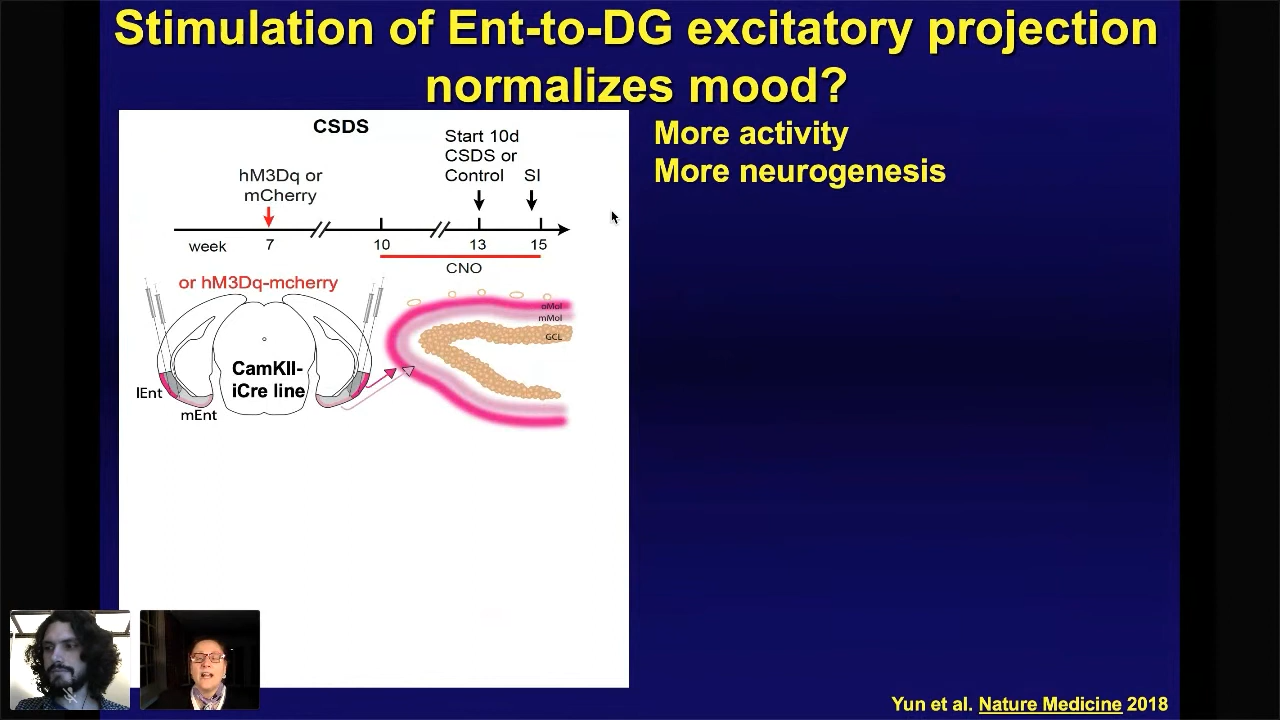 Stimulation of Ent-to-DG excitatory projection
normalizes mood?
CSDS
Start 10d
CSDS or
Control
SI
hM3Dq or
mCherry
week
7
10
13
15
CNO
or hM3Dq-mcherry
oMol
mMol
GCL
CamKII-
iCre line
lEnt
mEnt
More activity
More neurogenesis
Yun et al. Nature Medicine 2018